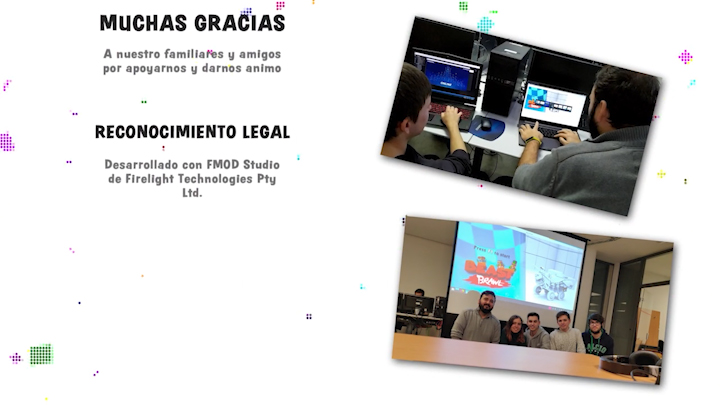 MUCHAS GRACIAS
A nuestro familiares y amigos
por apoyarnos y darnos animo
RECONOCIMIENTO LEGAL
Desarrollado con FMOD Studio
de Firelight Technologies Pty
Ltd.
BRAWL